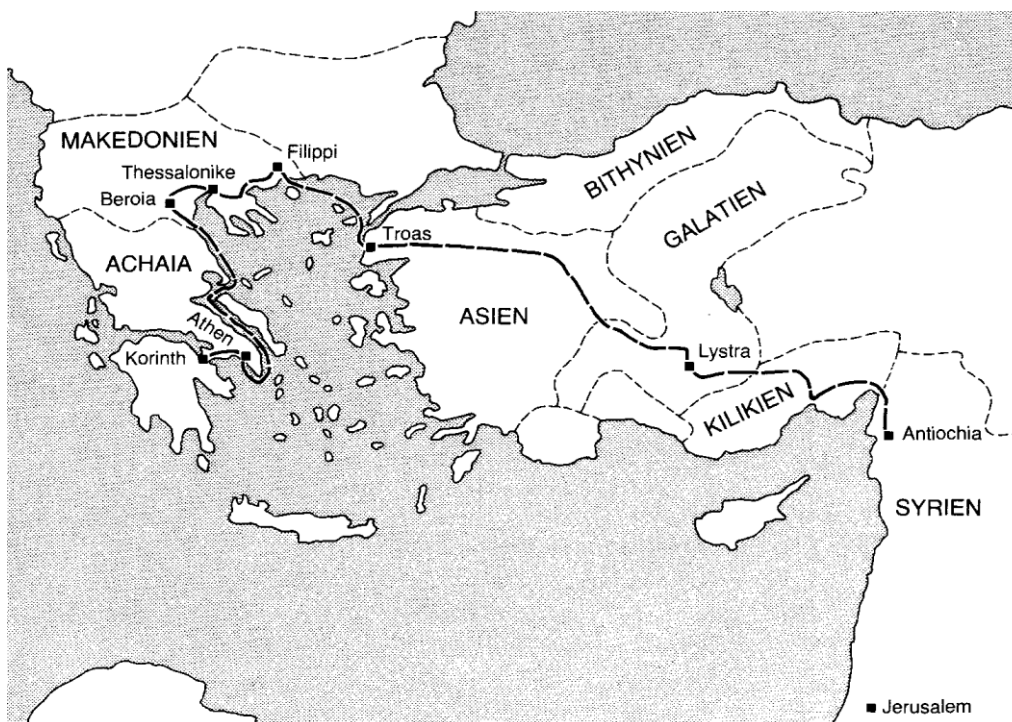 MAKEDONIEN
Filippi
Thessalonike
Beroia
BITHYNIEN
GALATIEN
Troas
ACHAIA
ASIEN
Athen
Korinth
Lystra
KILIKIEN
Antiochia
SYRIEN
Jerusalem